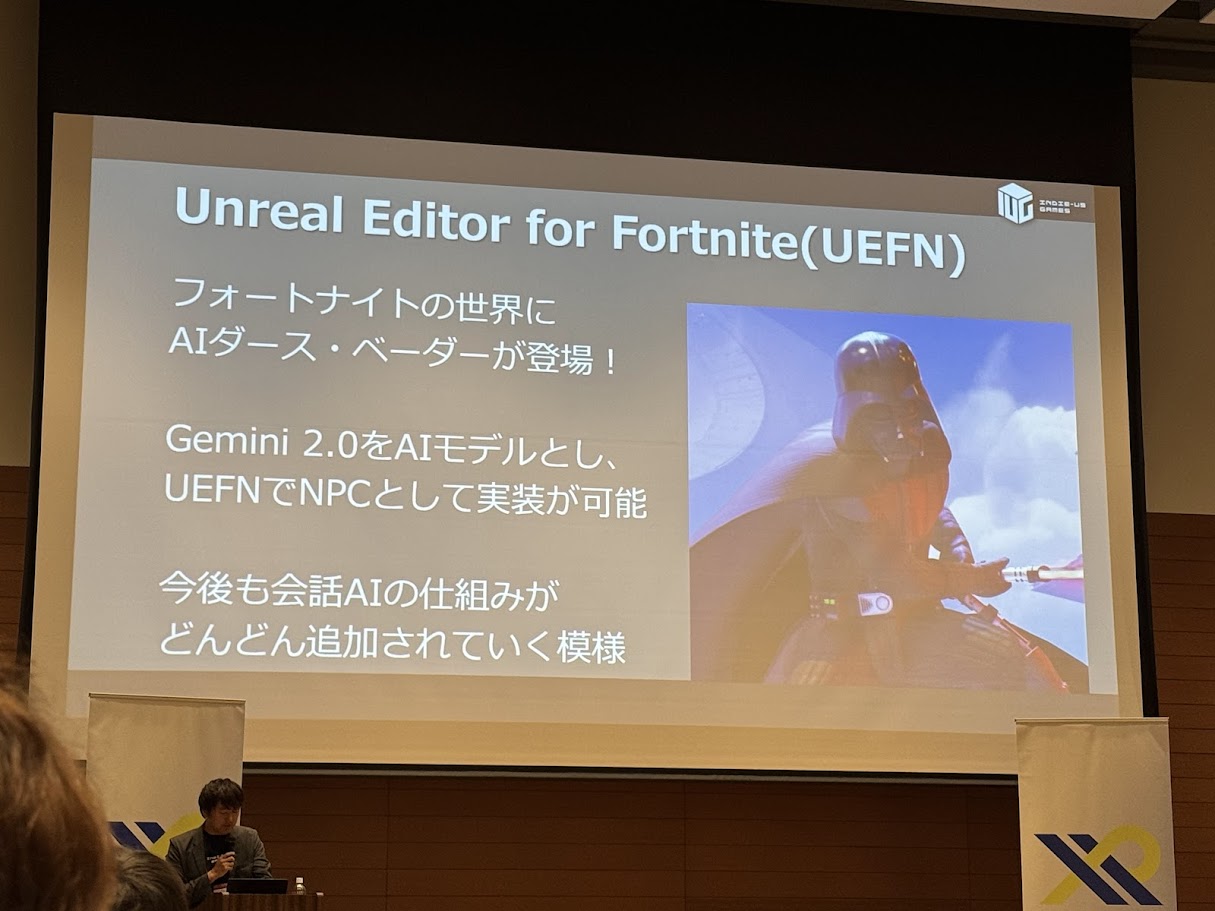 Unreal Editor for Fortnite(UEFN)
INDIE-US
GAMES
フォートナイトの世界に
AIダース・ベーダーが登場！
Gemini 2.0をAIモデルとし、
UEFNでNPCとして実装が可能
今後も会話AIの仕組みが
どんどん追加されていく模様